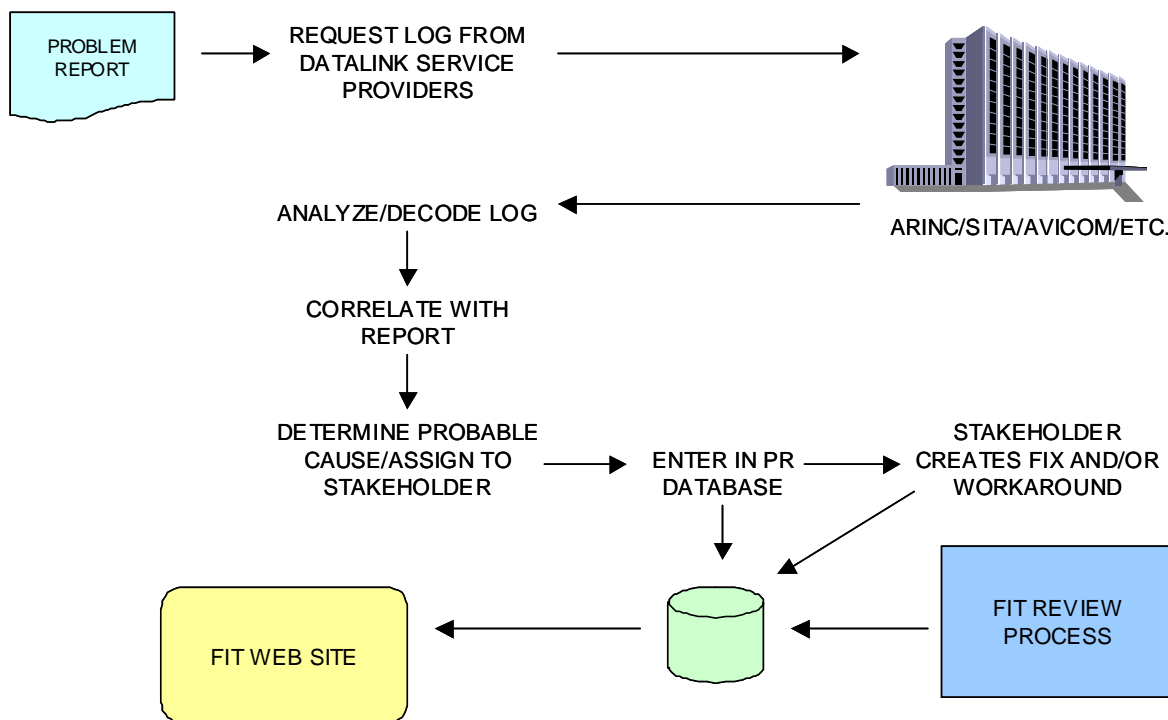 PROBLEM
REPORT
REQUEST LOG FROM
DATALINK SERVICE
PROVIDERS
ARINC/SITA/AVICOM/ETC.
ANALYZE/DECODE LOG
CORRELATE WITH
REPORT
DETERMINE PROBABLE
CAUSE/ASSIGN TO
STAKEHOLDER
ENTER IN PR
DATABASE
STAKEHOLDER
CREATES FIX AND/OR
WORKAROUND
FIT REVIEW
PROCESS
FIT WEB SITE